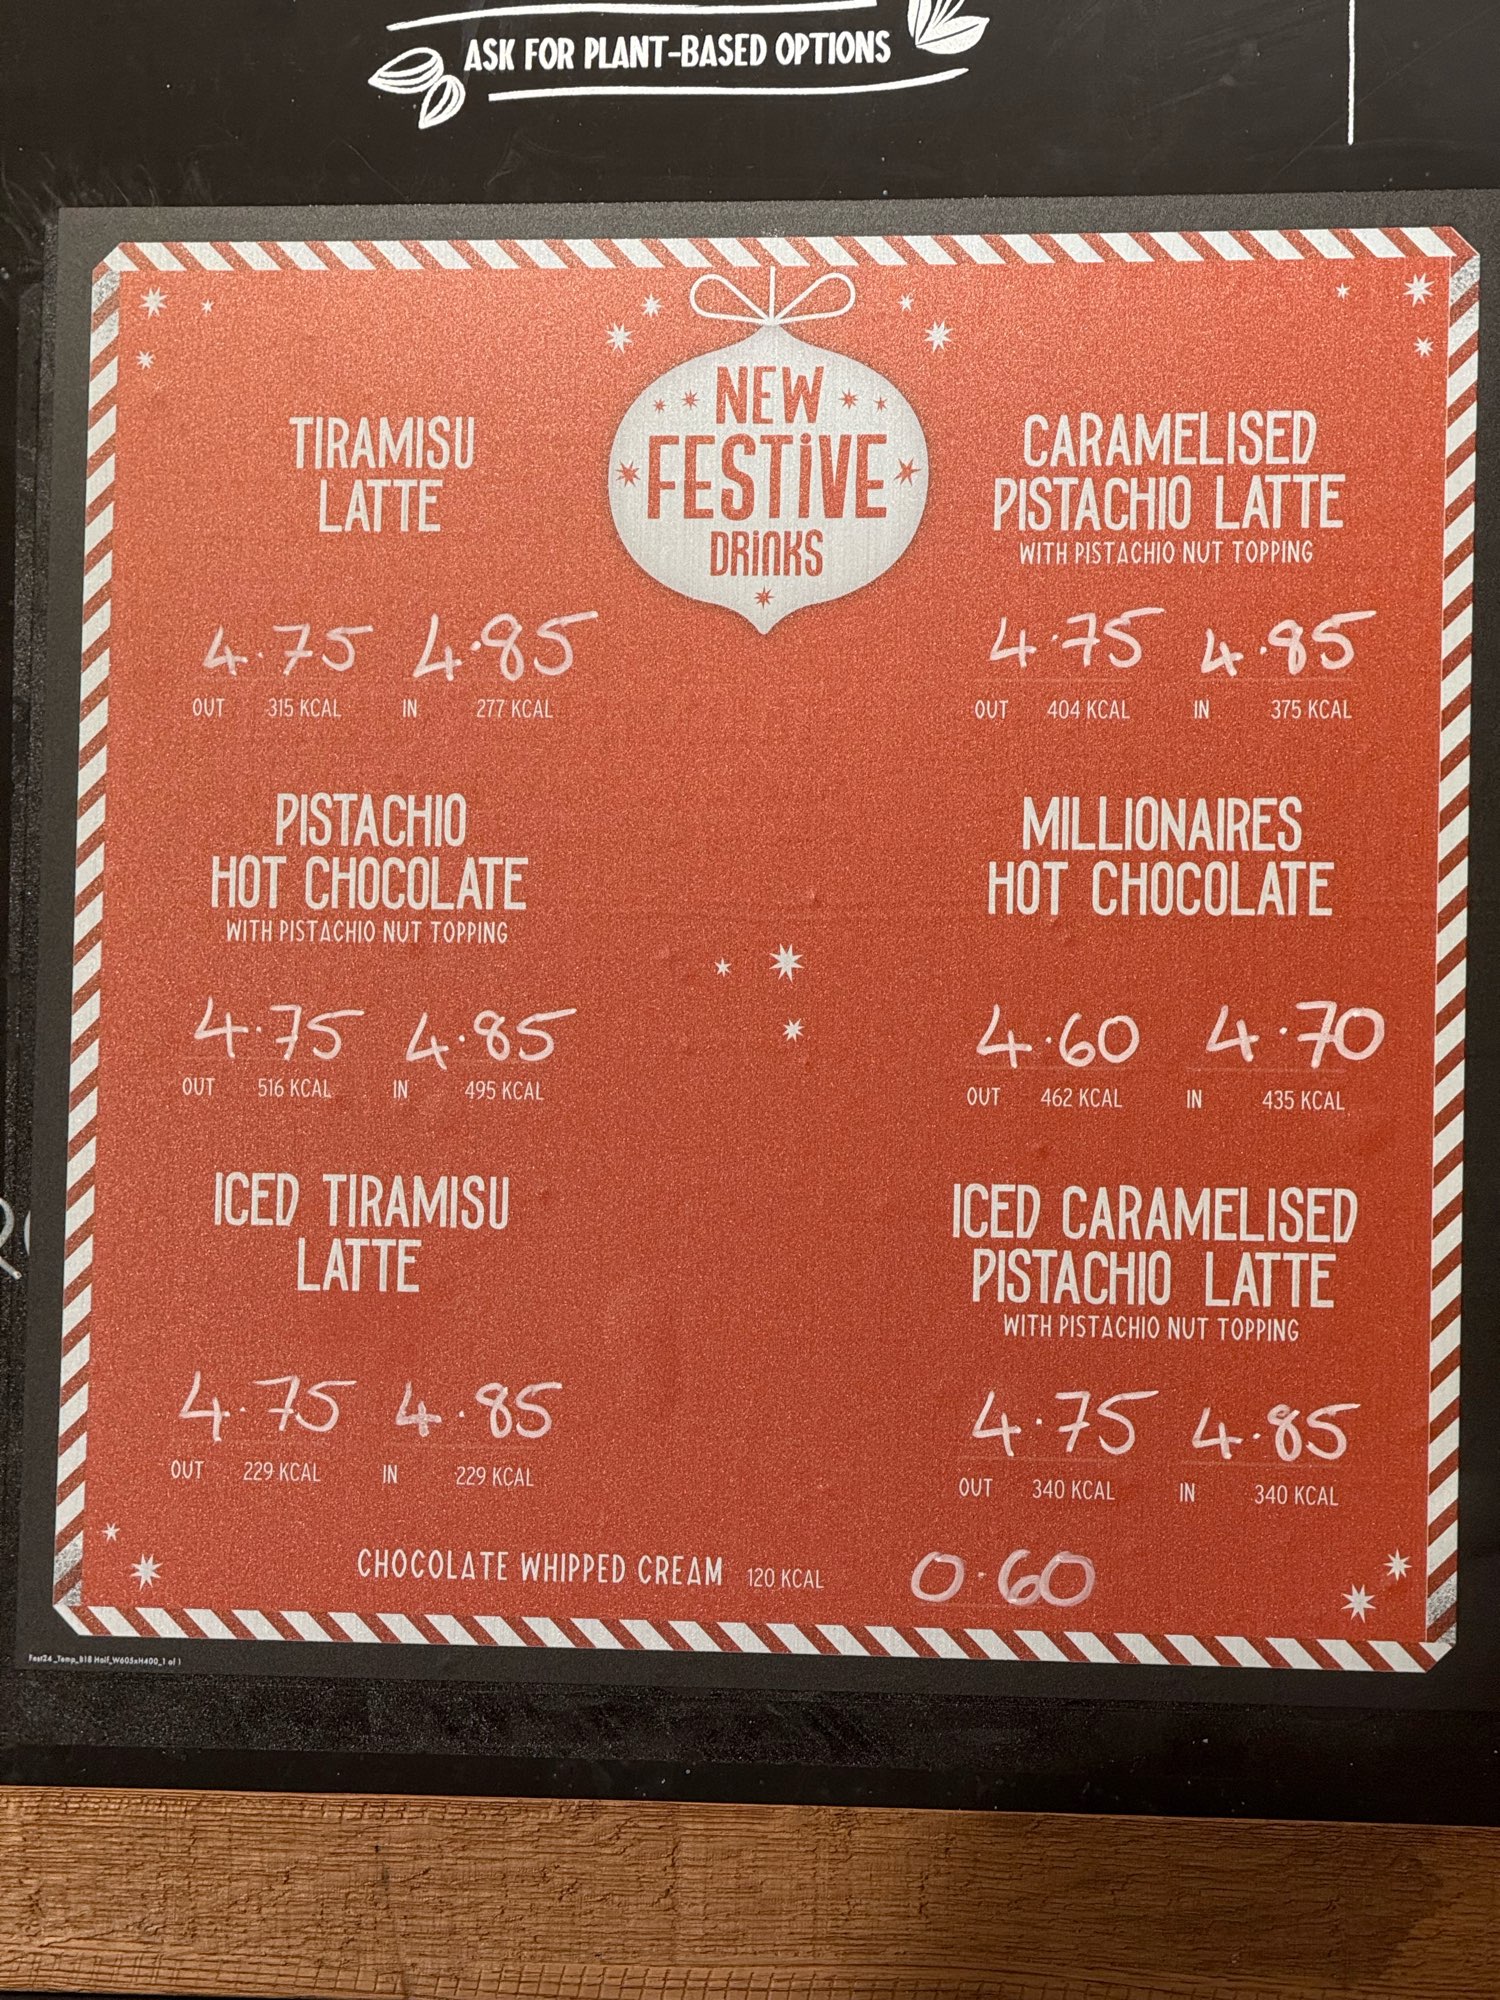 ASK FOR PLANT-BASED OPTIONS
NEW
FESTIVE
DRINKS
TIRAMISU
LATTE
4.75 4.85
OUT 315 KCAL IN 277 KCAL
CARAMELISED
PISTACHIO LATTE
WITH PISTACHIO NUT TOPPING
4.75 4.85
OUT 404 KCAL IN 375 KCAL
PISTACHIO
HOT CHOCOLATE
WITH PISTACHIO NUT TOPPING
4.75 4.85
OUT 516 KCAL IN 495 KCAL
MILLIONAIRES
HOT CHOCOLATE
4.60 4.70
OUT 462 KCAL IN 435 KCAL
ICED TIRAMISU
LATTE
4.75 4.85
OUT 229 KCAL IN 229 KCAL
ICED CARAMELISED
PISTACHIO LATTE
WITH PISTACHIO NUT TOPPING
4.75 4.85
OUT 340 KCAL IN 340 KCAL
CHOCOLATE WHIPPED CREAM 120 KCAL 0.60
Fest24_Temp_B18 Half_W605xH400_1 of 1